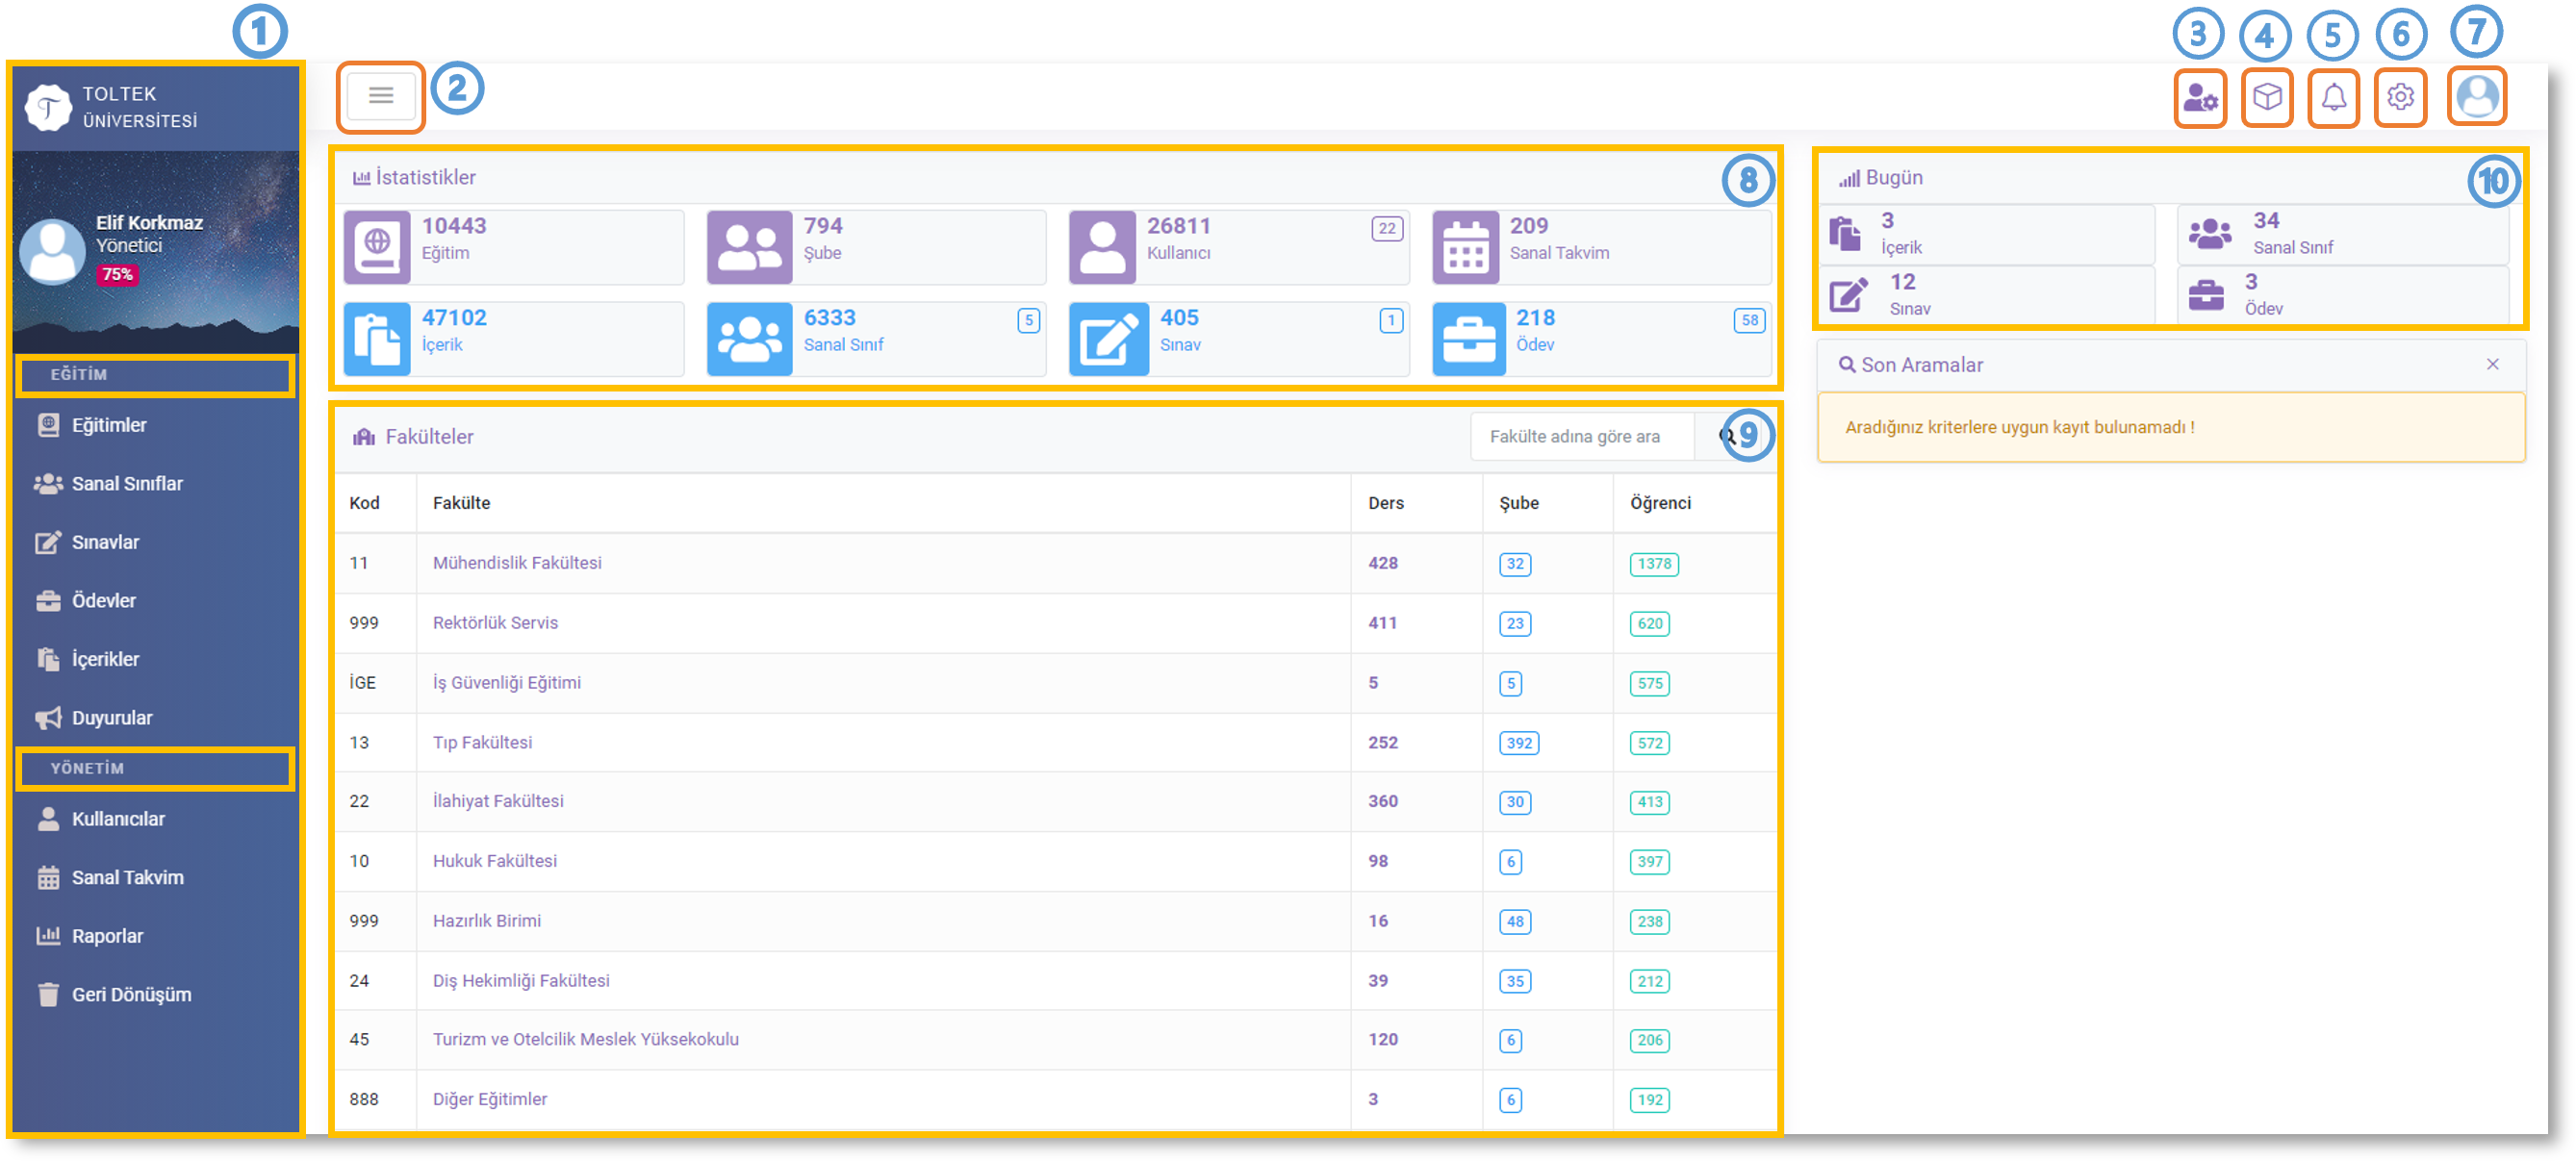 1
2
3
4
5
6
7
TOLTEK
ÜNİVERSİTESİ
Elif Korkmaz
Yönetici
75%
EĞİTİM
Eğitimler
Sanal Sınıflar
Sınavlar
Ödevler
İçerikler
Duyurular
YÖNETİM
Kullanıcılar
Sanal Takvim
Raporlar
Geri Dönüşüm
İstatistikler
8
10443
Eğitim
794
Şube
26811
Kullanıcı
22
209
Sanal Takvim
47102
İçerik
6333
Sanal Sınıf
5
405
Sınav
1
218
Ödev
58
Fakülteler
Fakülte adına göre ara
9
Kod Fakülte Ders Şube Öğrenci
11 Mühendislik Fakültesi 428 32 1378
999 Rektörlük Servis 411 23 620
İGE İş Güvenliği Eğitimi 5 5 575
13 Tıp Fakültesi 252 392 572
22 İlahiyat Fakültesi 360 30 413
10 Hukuk Fakültesi 98 6 397
999 Hazırlık Birimi 16 48 238
24 Diş Hekimliği Fakültesi 39 35 212
45 Turizm ve Otelcilik Meslek Yüksekokulu 120 6 206
888 Diğer Eğitimler 3 6 192
Bugün
10
3
İçerik
34
Sanal Sınıf
12
Sınav
3
Ödev
Son Aramalar
Aradığınız kriterlere uygun kayıt bulunamadı !